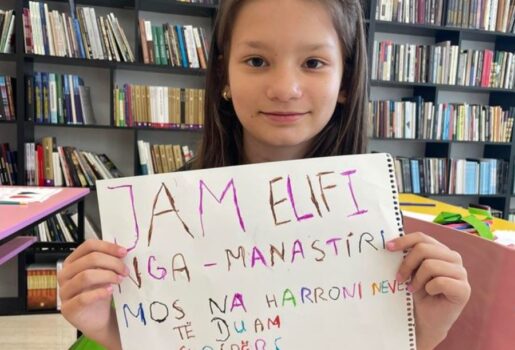 JAM ELIFI
NGA - MANASTIRI
MOS NA HARRONI NEVE
TË DUAM